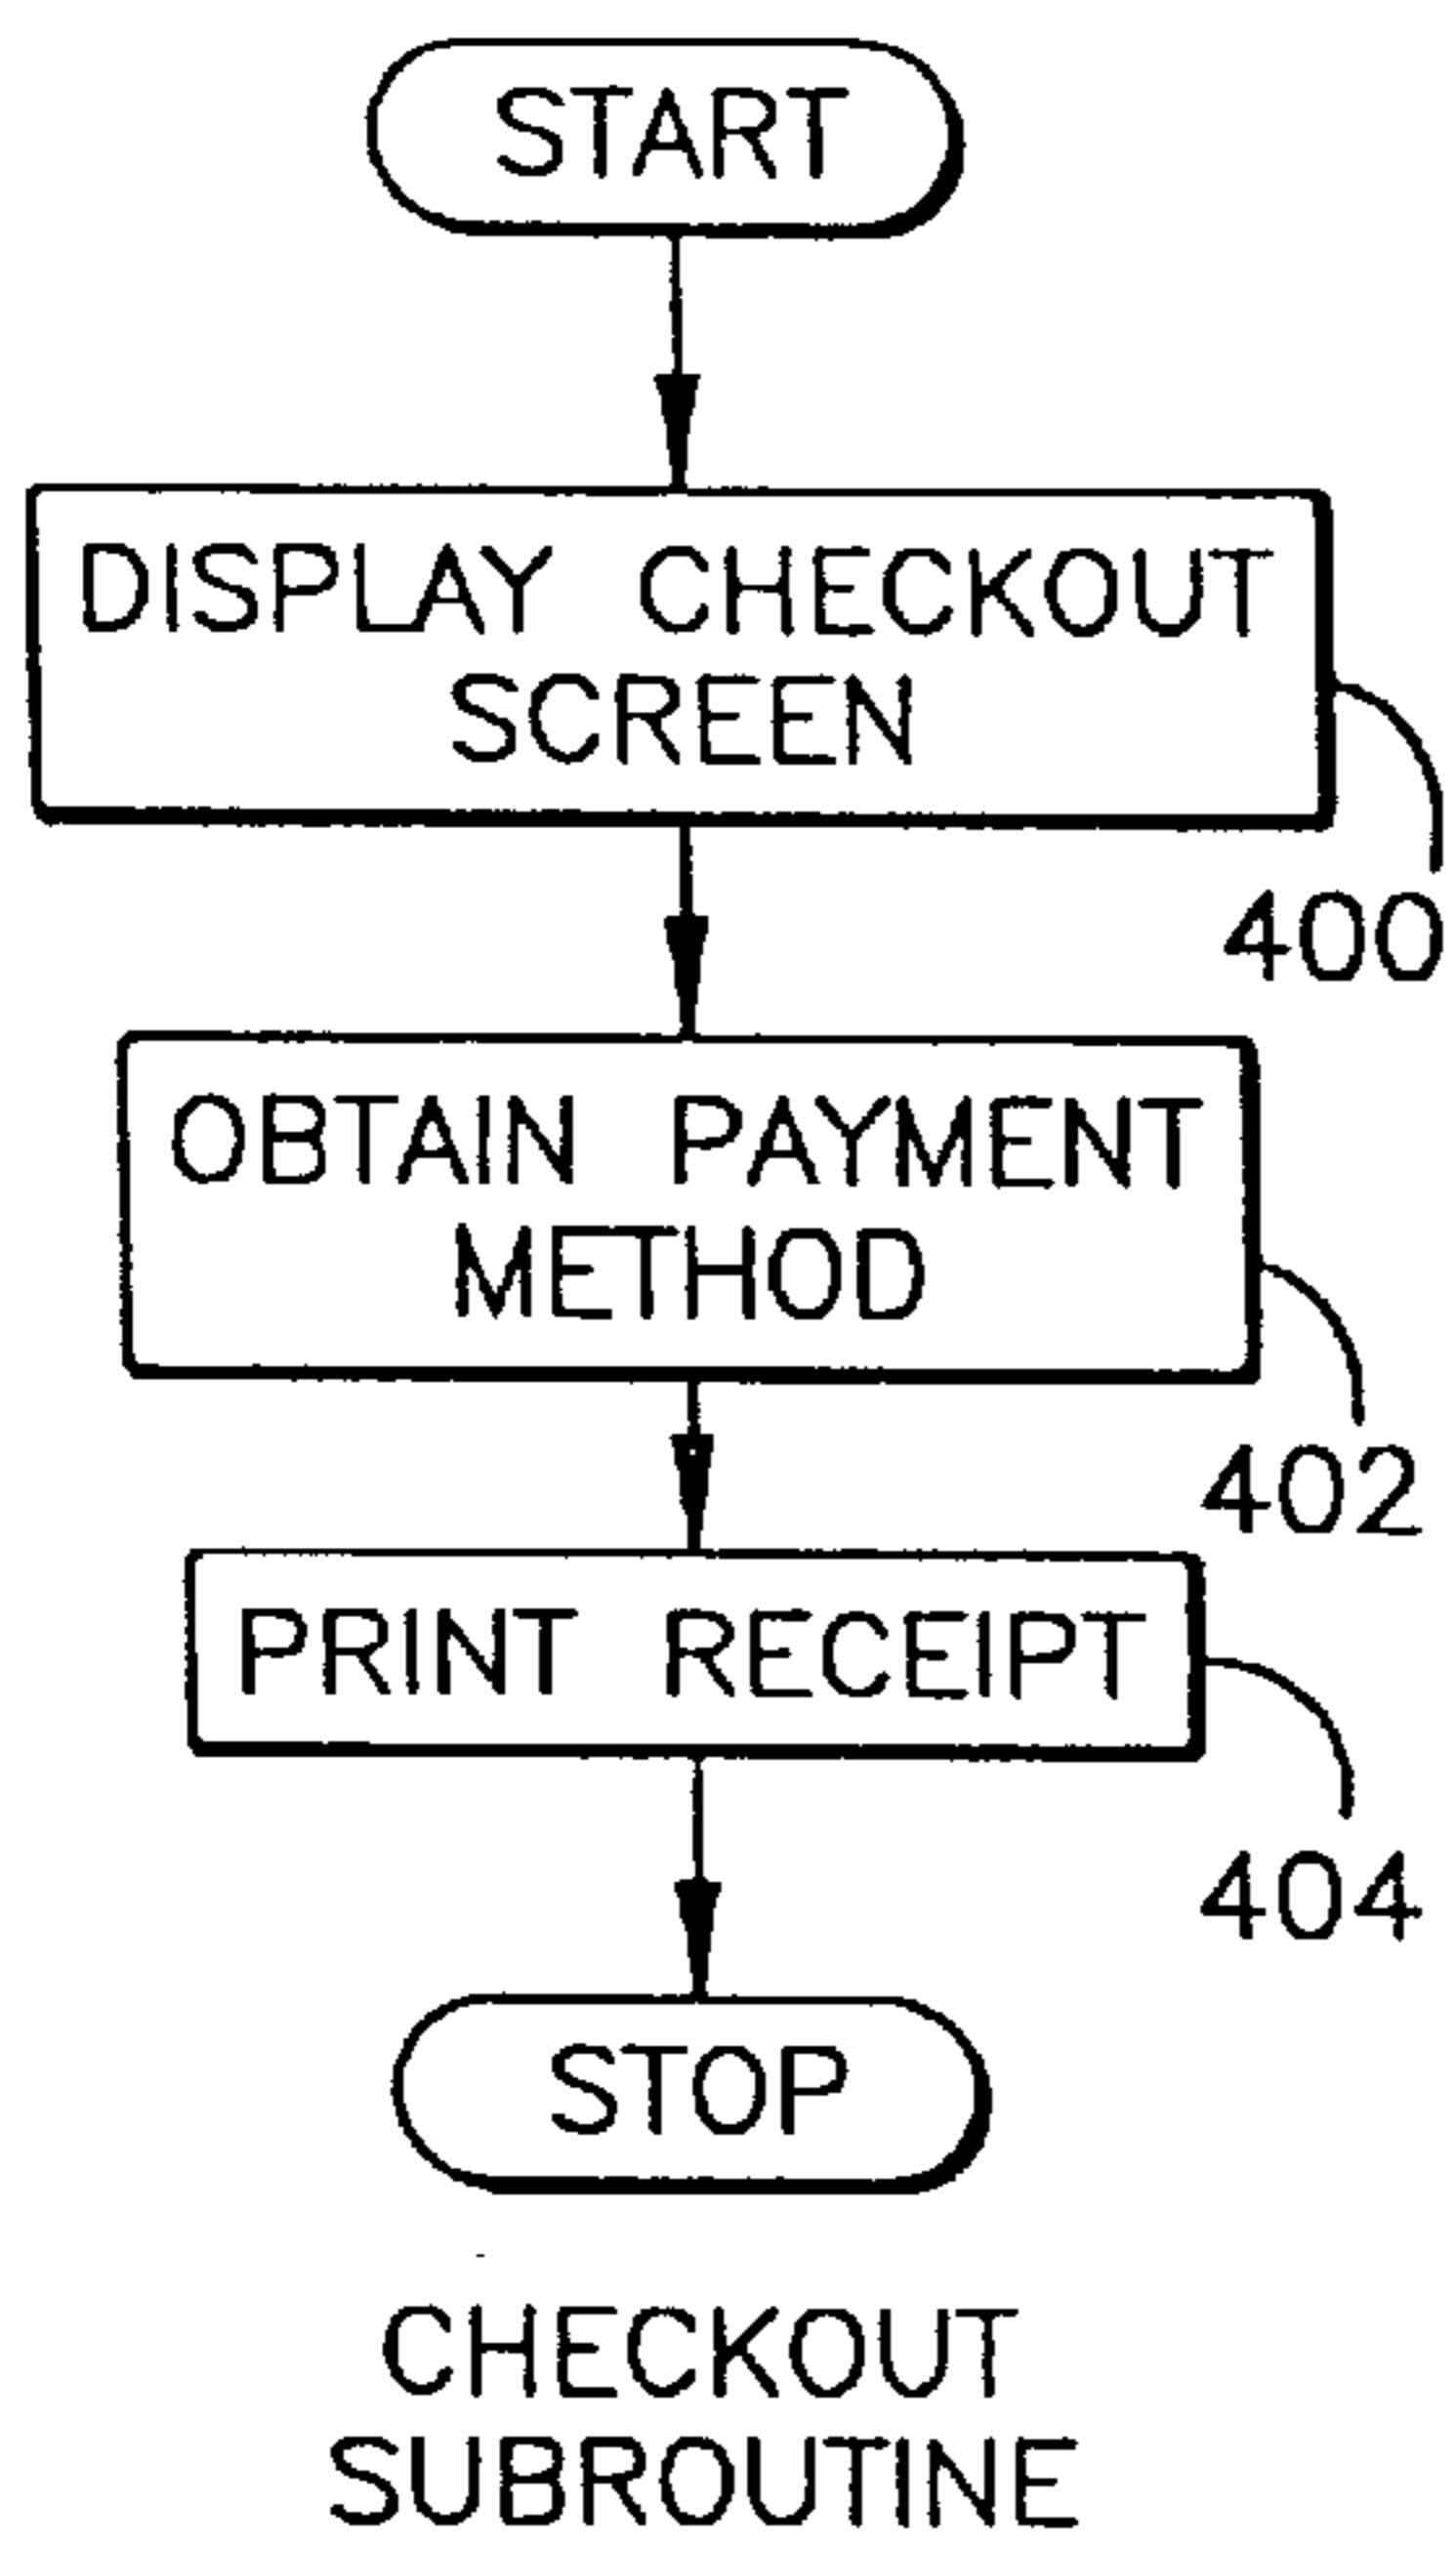 START
DISPLAY CHECKOUT
SCREEN
400
OBTAIN PAYMENT
METHOD
402
PRINT RECEIPT
404
STOP
CHECKOUT
SUBROUTINE